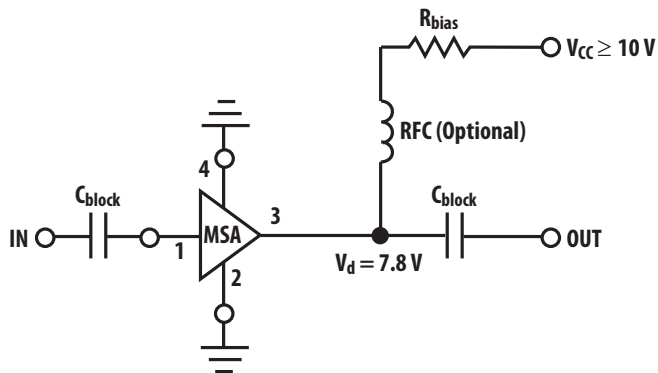 Rbias
VCC ≥ 10 V
RFC (Optional)
4
Cblock
3
Cblock
IN
MSA
OUT
1
2
Vd = 7.8 V